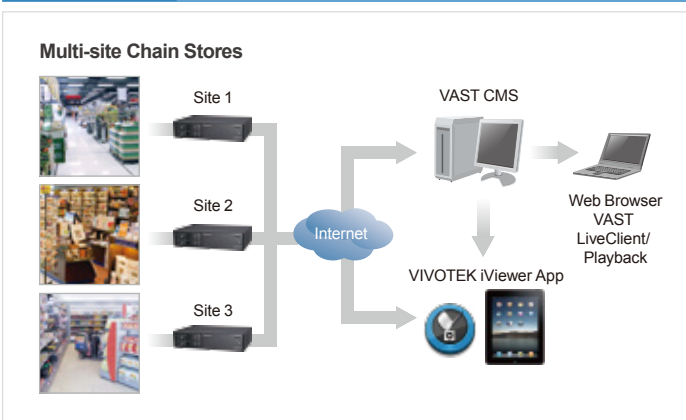 Multi-site Chain Stores
Site 1
VAST CMS
Site 2
Internet
Web Browser
VAST
LiveClient/
Playback
VIVOTEK iViewer App
Site 3